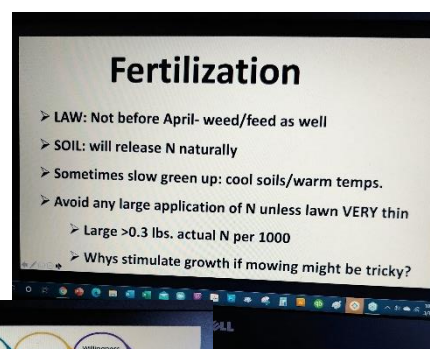 Fertilization
➢ LAW: Not before April- weed/feed as well
➢ SOIL: will release N naturally
➢ Sometimes slow green up: cool soils/warm temps.
➢ Avoid any large application of N unless lawn VERY thin
➢ Large >0.3 lbs. actual N per 1000
➢ Whys stimulate growth if mowing might be tricky?
Willingness